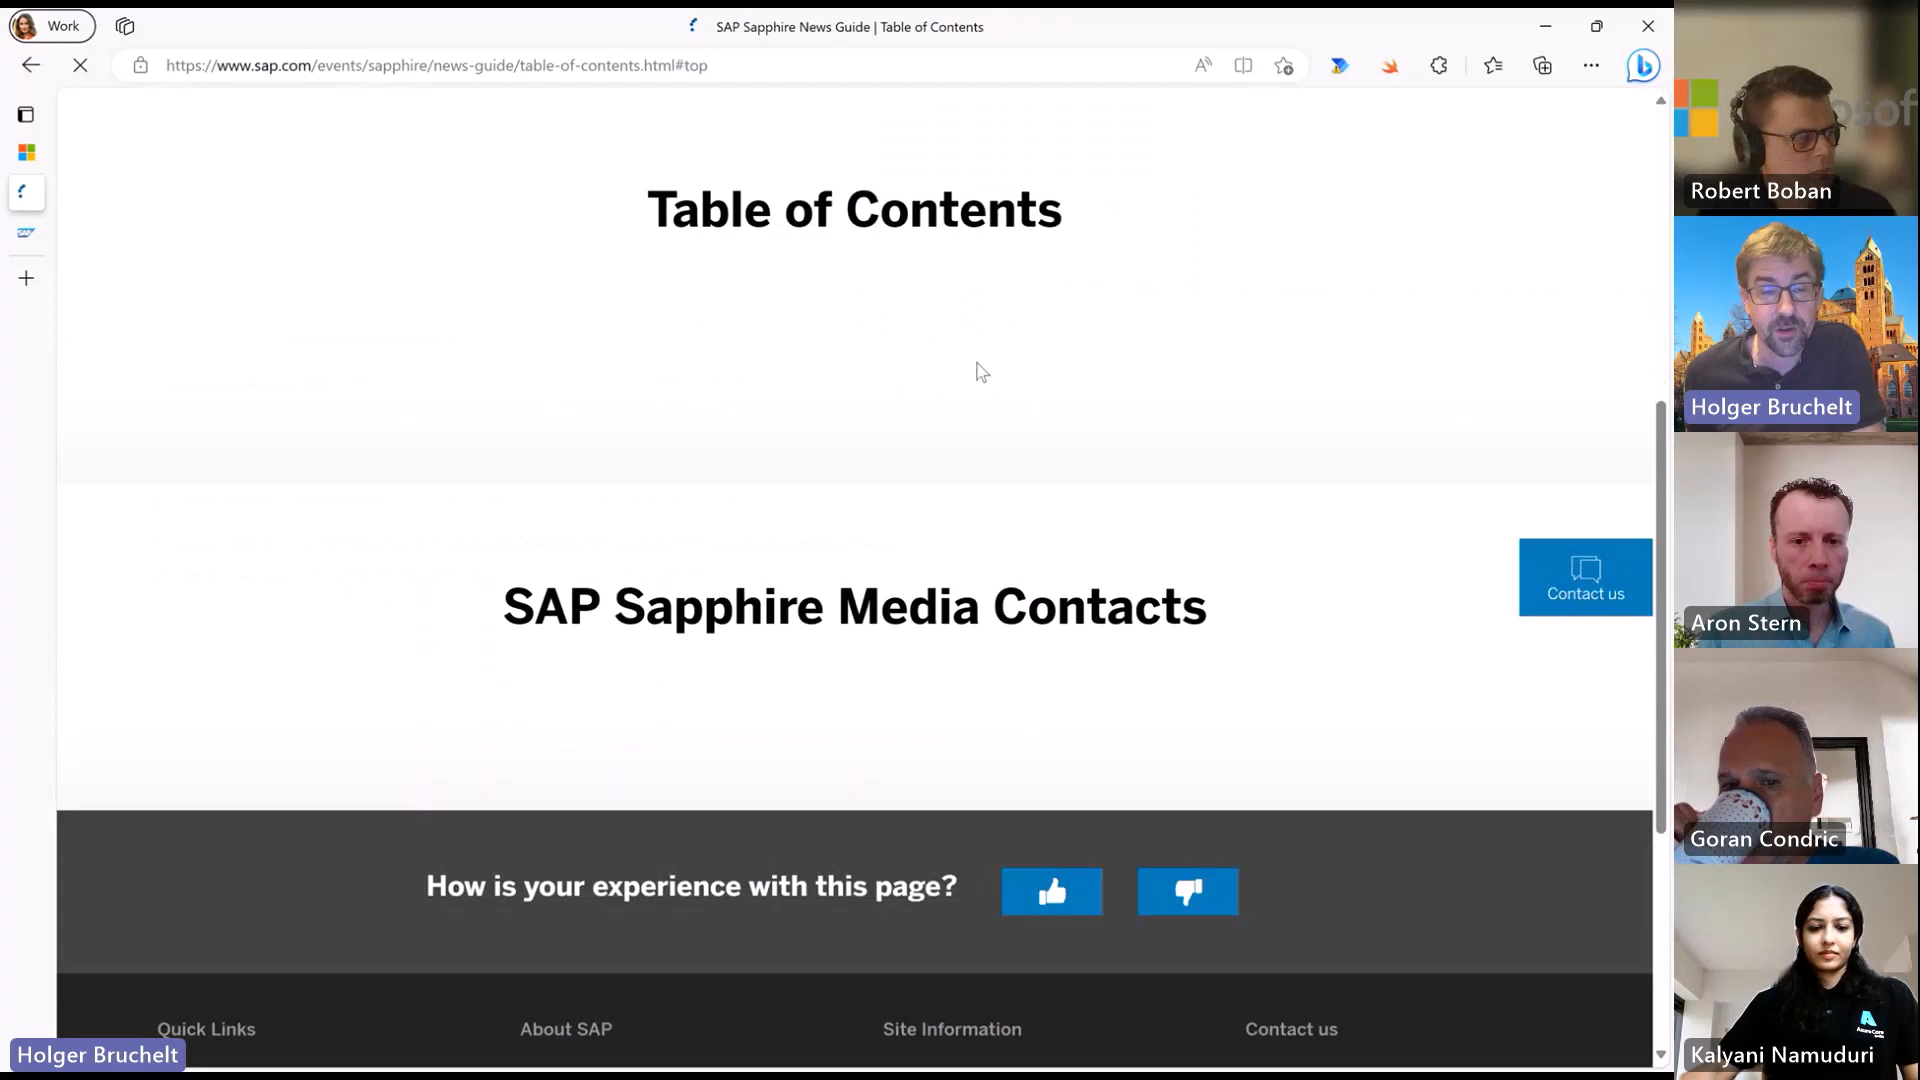 Work
SAP Sapphire News Guide | Table of Contents
https://www.sap.com/events/sapphire/news-guide/table-of-contents.html#top
Table of Contents
SAP Sapphire Media Contacts
Contact us
How is your experience with this page?
Quick Links
About SAP
Site Information
Contact us
Holger Bruchelt
Robert Boban
Holger Bruchelt
Aron Stern
Goran Condric
Kalyani Namuduri